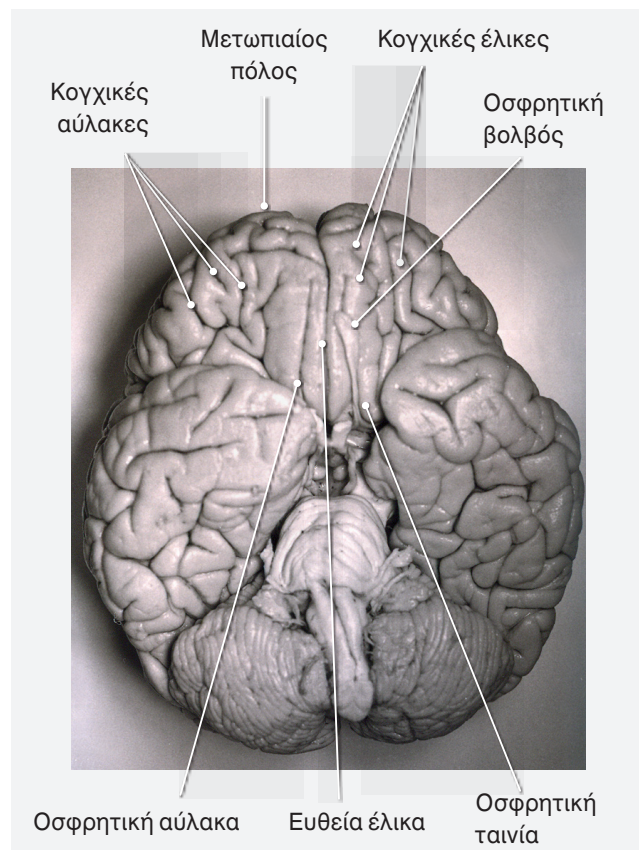 Μετωπιαίος
πόλος
Κογχικές έλικες
Κογχικές
αύλακες
Οσφρητική
βολβός
Οσφρητική αύλακα
Ευθεία έλικα
Οσφρητική
ταινία